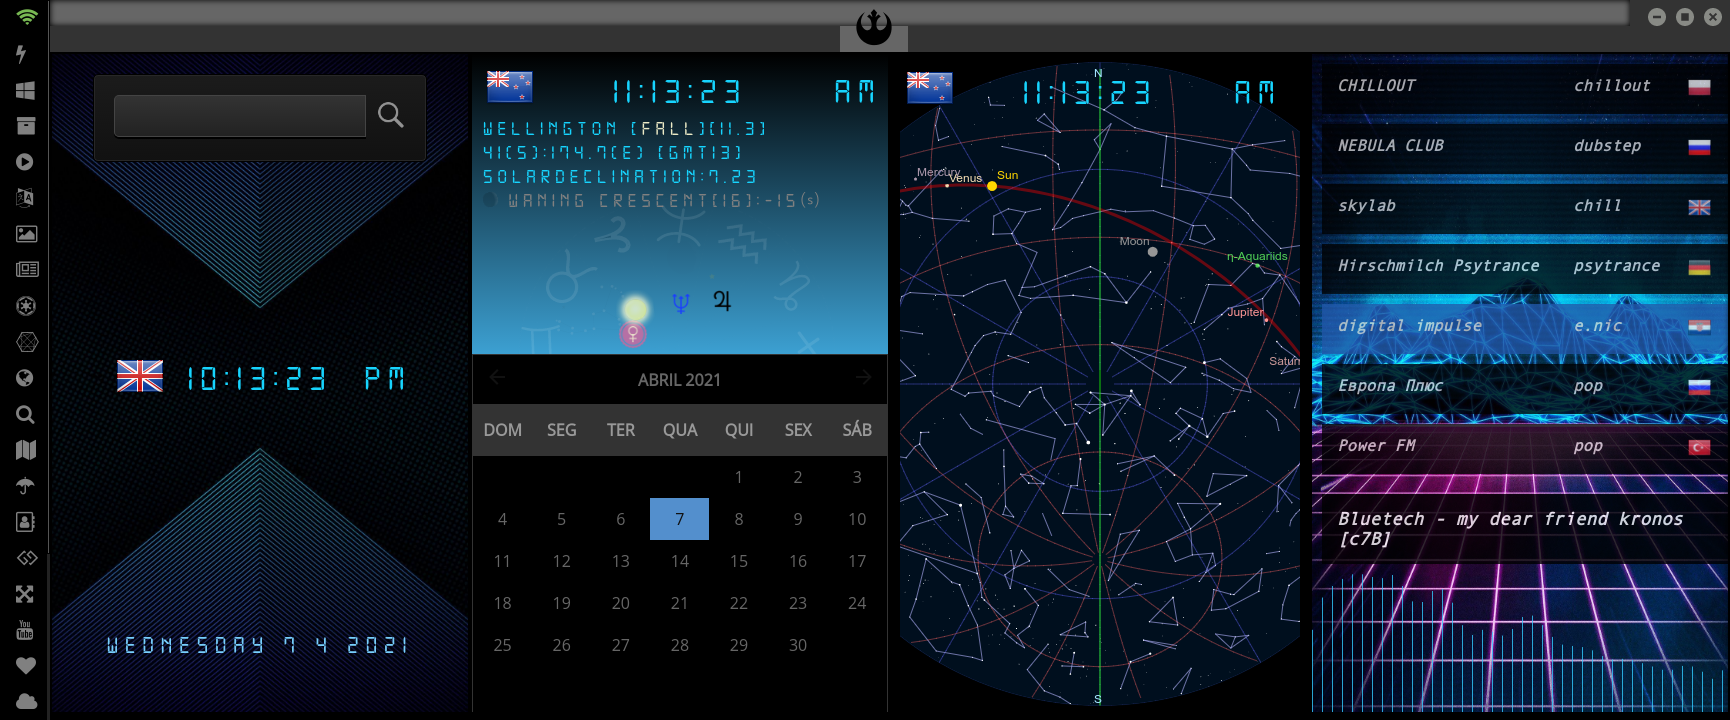 10:13:23 PM
WEDNESDAY 7 4 2021
You
Tube
11:13:23 AM
WELLINGTON [FALL][11.3]
41(S):174.7(E) [GMT13]
SOLARDECLINATION:7.23
WANING CRESCENT[16]:-15(s)
ABRIL 2021
DOM SEG TER QUA QUI SEX SÁB
1 2 3
4 5 6 7 8 9 10
11 12 13 14 15 16 17
18 19 20 21 22 23 24
25 26 27 28 29 30
N
11:13:23 AM
Mercury
Venus
Sun
Moon
η-Aquariids
Jupiter
Saturn
S
CHILLOUT chillout
NEBULA CLUB dubstep
skylab chill
Hirschmilch Psytrance psytrance
digital impulse e.nic
Европа Плюс pop
Power FM pop
Bluetech - my dear friend kronos
[c7B]